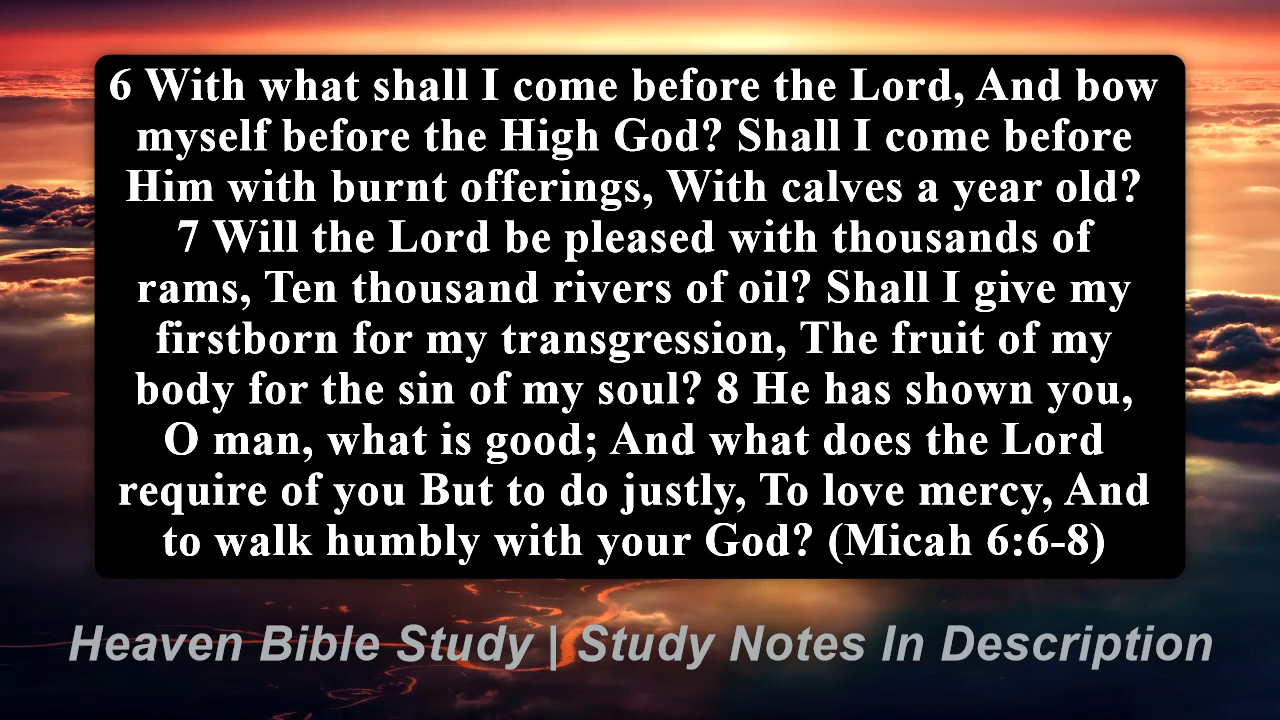 6 With what shall I come before the Lord, And bow
myself before the High God? Shall I come before
Him with burnt offerings, With calves a year old?
7 Will the Lord be pleased with thousands of
rams, Ten thousand rivers of oil? Shall I give my
firstborn for my transgression, The fruit of my
body for the sin of my soul? 8 He has shown you,
O man, what is good; And what does the Lord
require of you But to do justly, To love mercy, And
to walk humbly with your God? (Micah 6:6-8)
Heaven Bible Study | Study Notes In Description